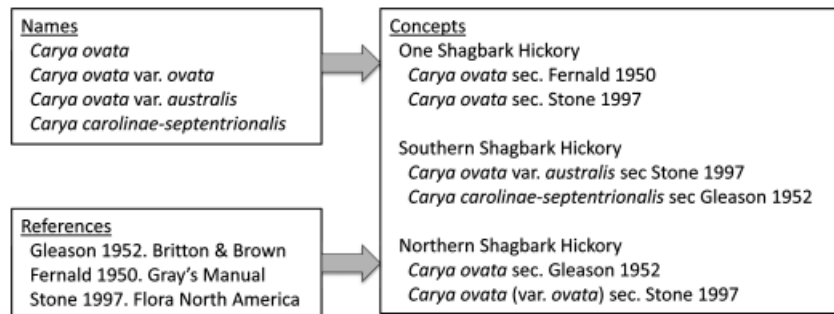 Names
Carya ovata
Carya ovata var. ovata
Carya ovata var. australis
Carya carolinae-septentrionalis
References
Gleason 1952. Britton & Brown
Fernald 1950. Gray's Manual
Stone 1997. Flora North America
Concepts
One Shagbark Hickory
Carya ovata sec. Fernald 1950
Carya ovata sec. Stone 1997
Southern Shagbark Hickory
Carya ovata var. australis sec Stone 1997
Carya carolinae-septentrionalis sec Gleason 1952
Northern Shagbark Hickory
Carya ovata sec. Gleason 1952
Carya ovata (var. ovata) sec. Stone 1997